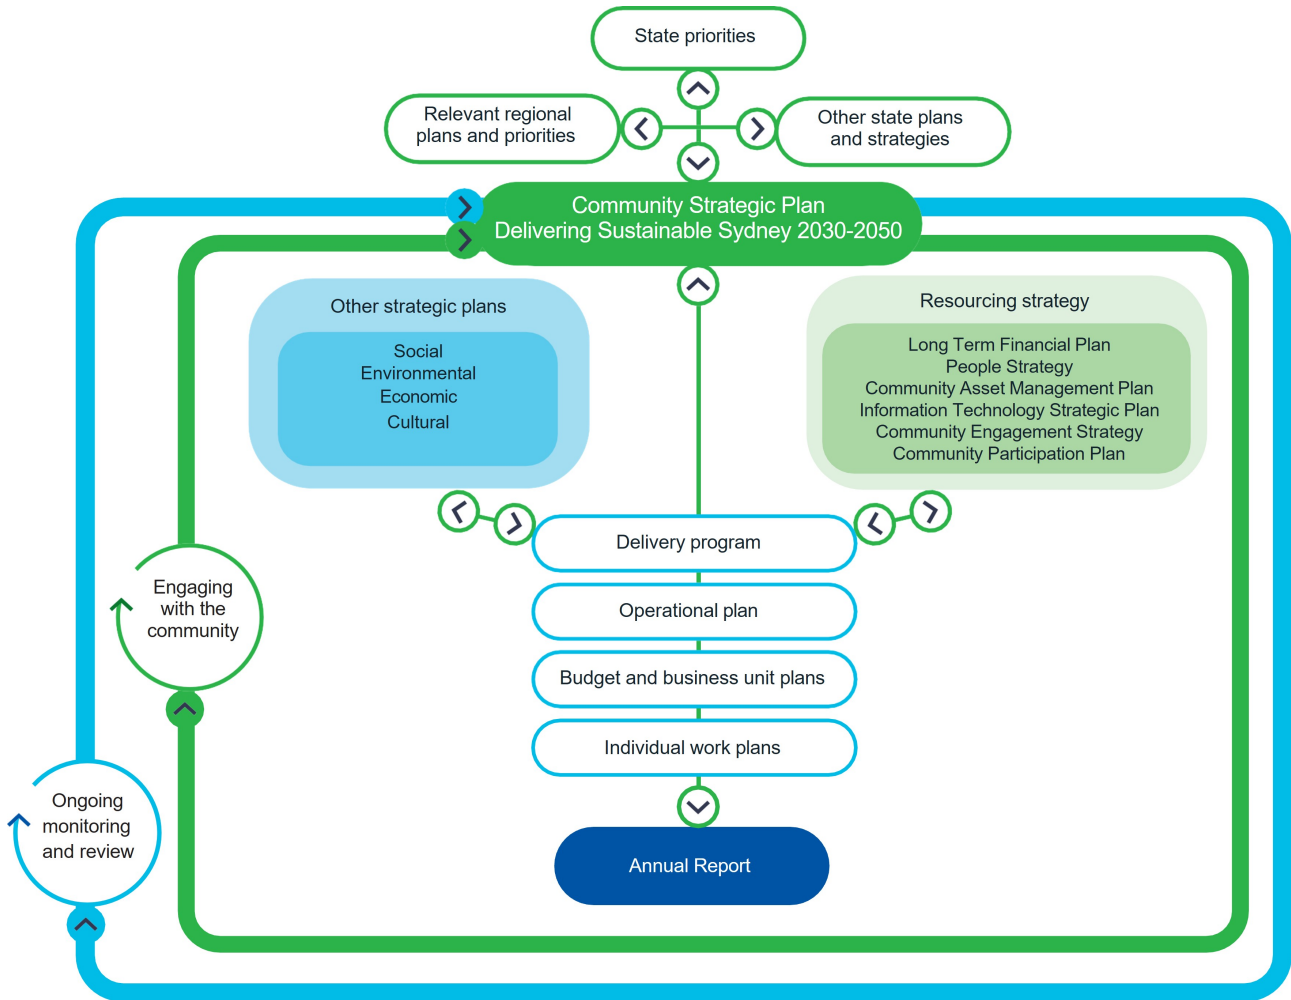 State priorities
Relevant regional
plans and priorities
Other state plans
and strategies
Community Strategic Plan
Delivering Sustainable Sydney 2030-2050
Other strategic plans
Social
Environmental
Economic
Cultural
Resourcing strategy
Long Term Financial Plan
People Strategy
Community Asset Management Plan
Information Technology Strategic Plan
Community Engagement Strategy
Community Participation Plan
Delivery program
Operational plan
Budget and business unit plans
Individual work plans
Annual Report
Engaging
with the
community
Ongoing
monitoring
and review